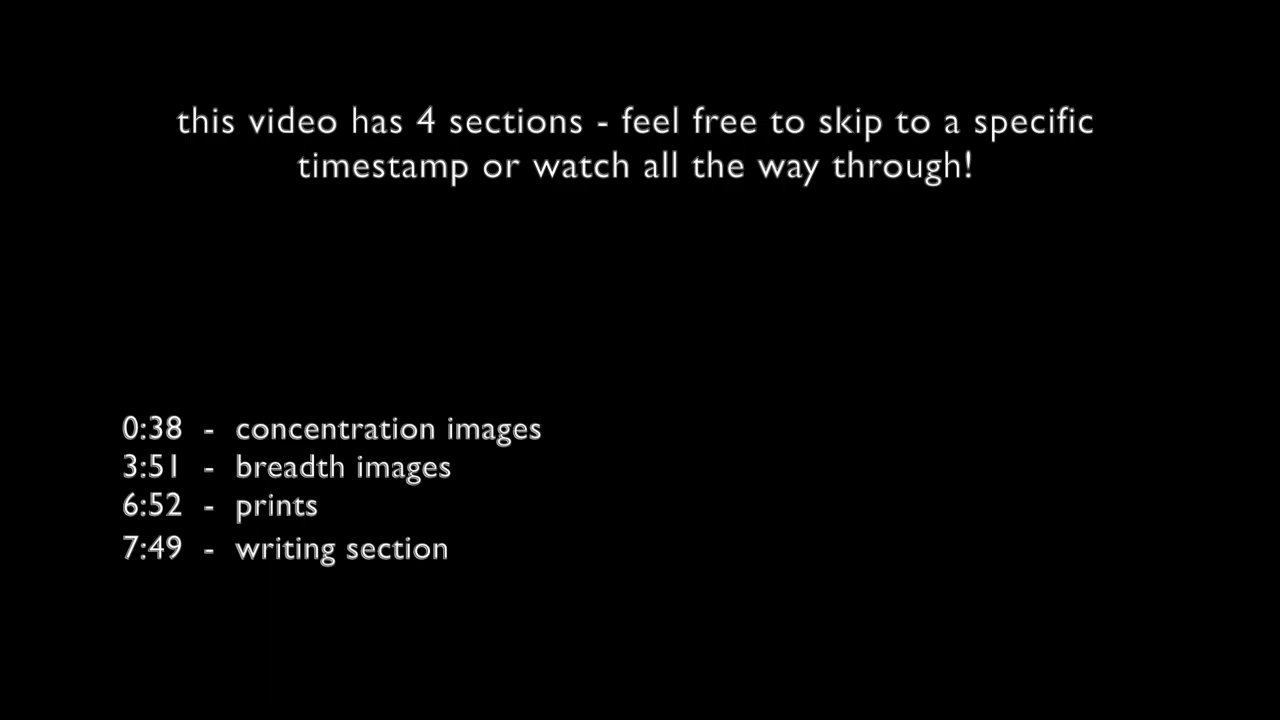 this video has 4 sections - feel free to skip to a specific
timestamp or watch all the way through!
0:38 - concentration images
3:51 - breadth images
6:52 - prints
7:49 - writing section